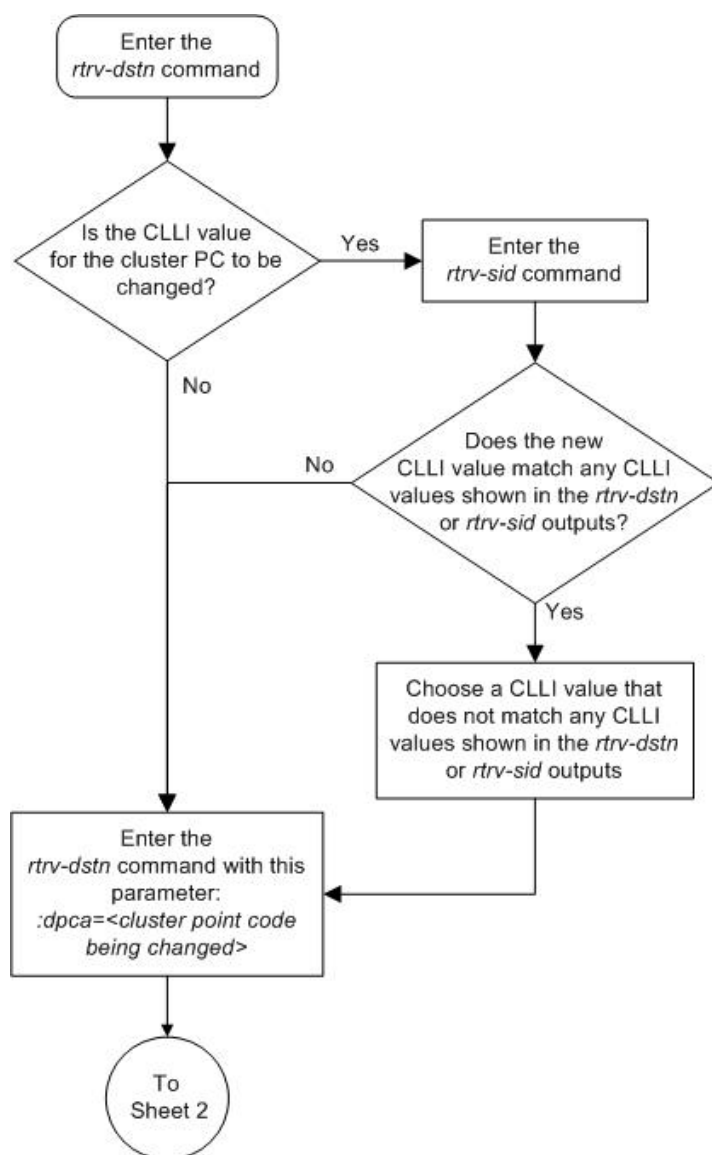 Enter the
rtrv-dstn command
Is the CLLI value
for the cluster PC to be
changed?
Yes
Enter the
rtrv-sid command
No
Does the new
CLLI value match any CLLI
values shown in the rtrv-dstn
or rtrv-sid outputs?
No
Yes
Choose a CLLI value that
does not match any CLLI
values shown in the rtrv-dstn
or rtrv-sid outputs
Enter the
rtrv-dstn command with this
parameter:
:dpca=<cluster point code
being changed>
To
Sheet 2